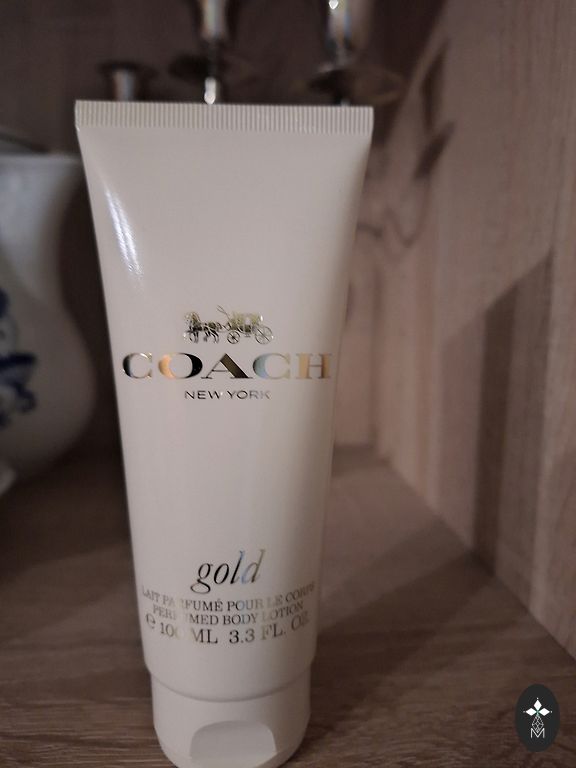 COACH
NEW YORK
gold
LAIT PARFUMÉ POUR LE CORPS
PERFUMED BODY LOTION
℮ 100 ML 3.3 FL. OZ.
M